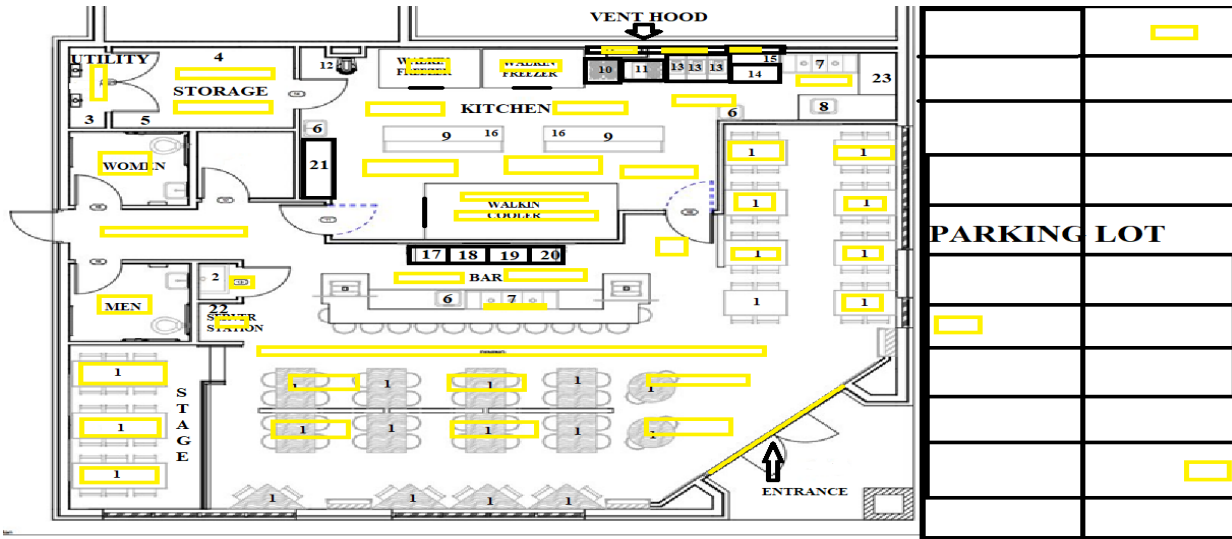 VENT HOOD
UTILITY
4
12
WALKIN
FREEZER
WALKIN
FREEZER
10
11
13 13 13
15
14
7
23
STORAGE
3
5
KITCHEN
6
9
16
16
9
6
8
WOMEN
21
1
1
WALKIN
COOLER
1
1
PARKING LOT
17
18
19
20
1
1
2
BAR
MEN
22
SERVER
STATION
6
7
1
1
1
1
1
1
1
1
STAGE
1
1
1
1
1
1
1
1
1
1
1
ENTRANCE